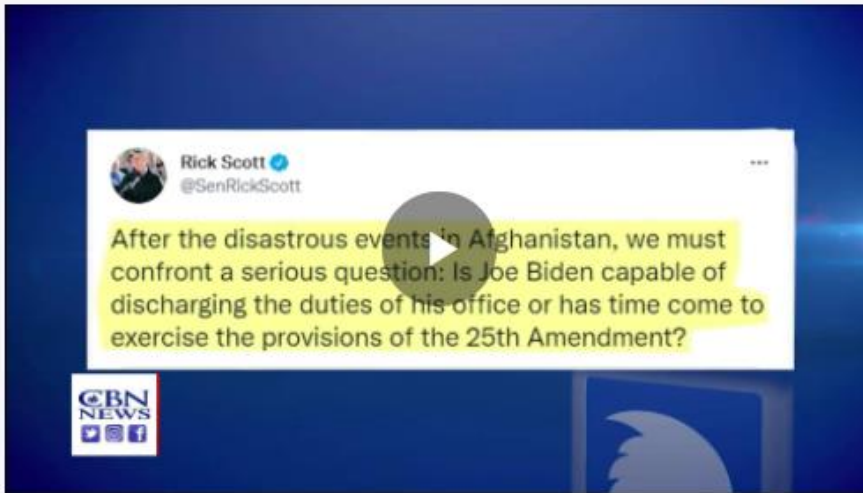 Rick Scott
@SenRickScott
After the disastrous events in Afghanistan, we must
confront a serious question: Is Joe Biden capable of
discharging the duties of his office or has time come to
exercise the provisions of the 25th Amendment?
CBN
NEWS